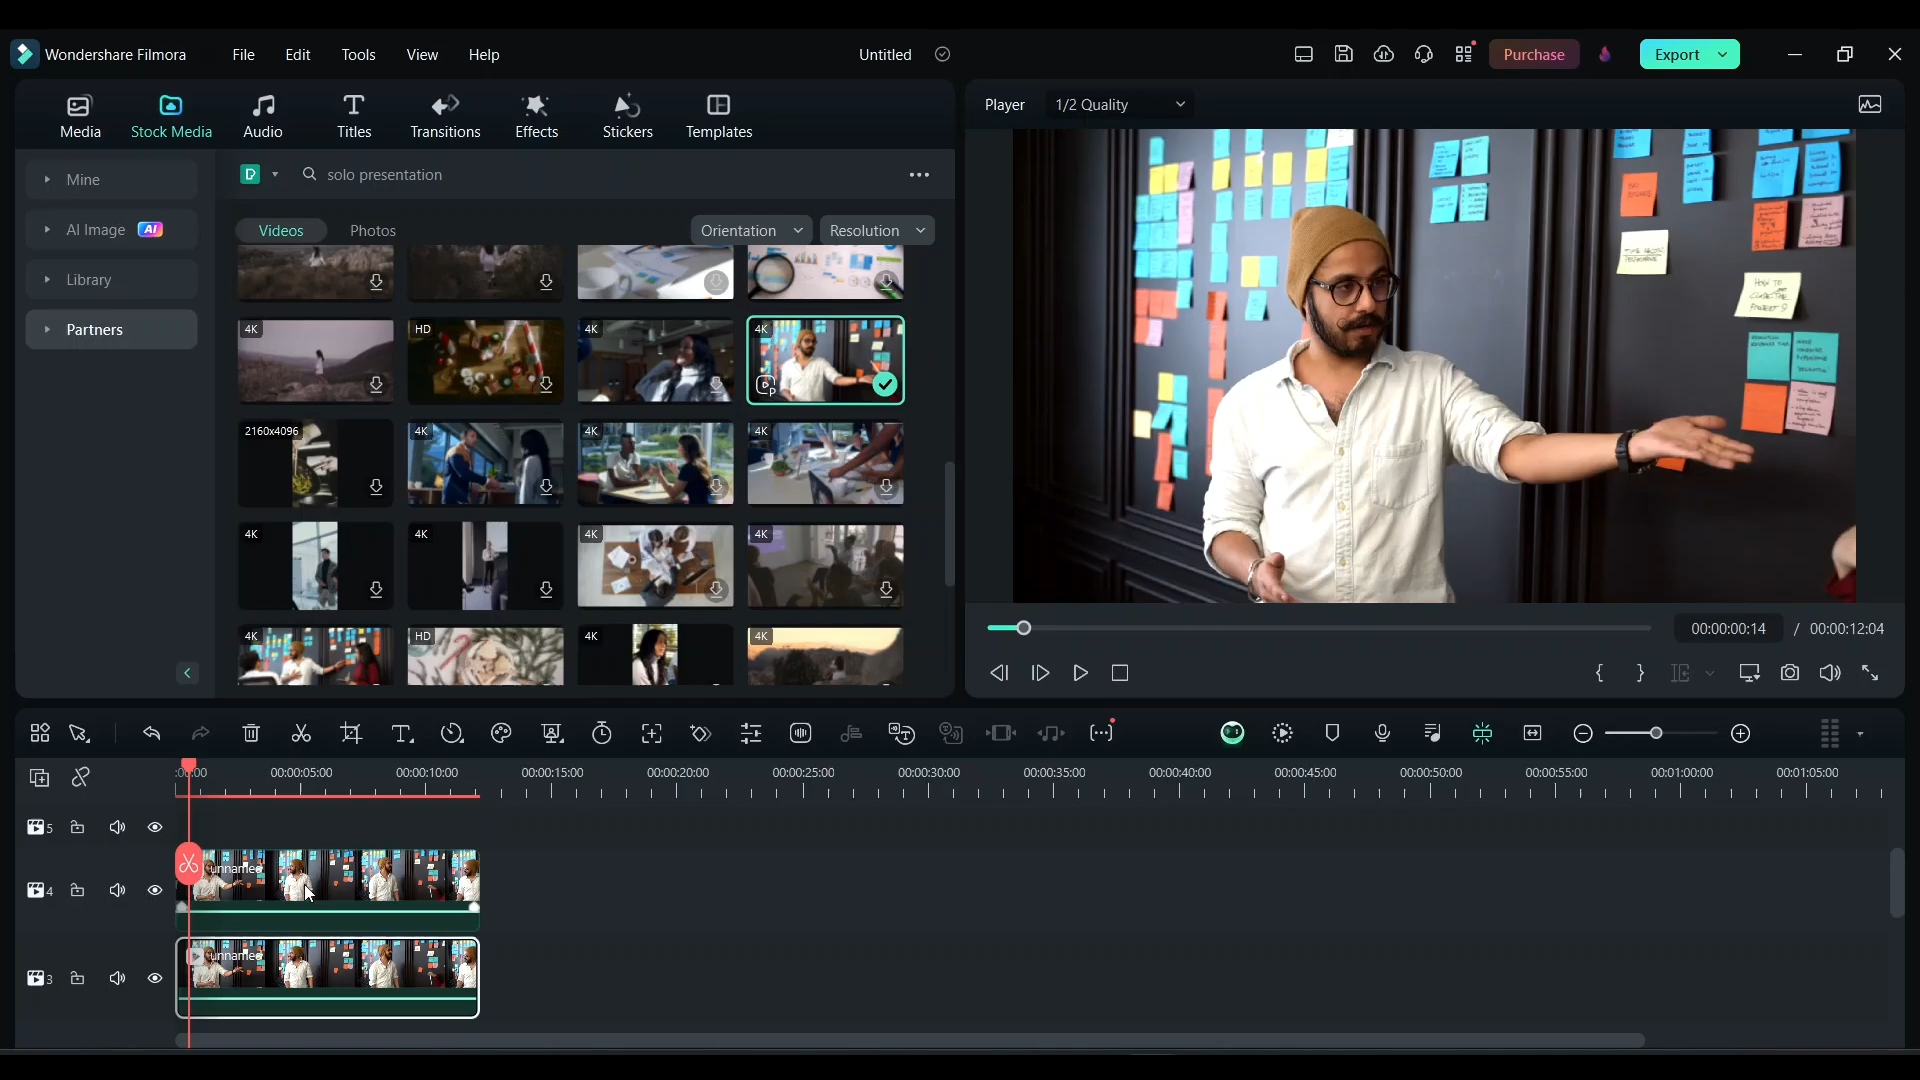 Wondershare Filmora File Edit Tools View Help Untitled Purchase Export
Media Stock Media Audio Titles Transitions Effects Stickers Templates
Player 1/2 Quality
solo presentation
Mine
AI Image AI
Library
Partners
Videos Photos Orientation Resolution
4K HD 4K 4K
2160x4096 4K 4K 4K
4K 4K 4K 4K
4K HD 4K 4K
HOW TO
00:00:00:14 / 00:00:12:04
:00:00 00:00:05:00 00:00:10:00 00:00:15:00 00:00:20:00 00:00:25:00 00:00:30:00 00:00:35:00 00:00:40:00 00:00:45:00 00:00:50:00 00:00:55:00 00:01:00:00 00:01:05:00
5
unnamed
4
unnamed
3